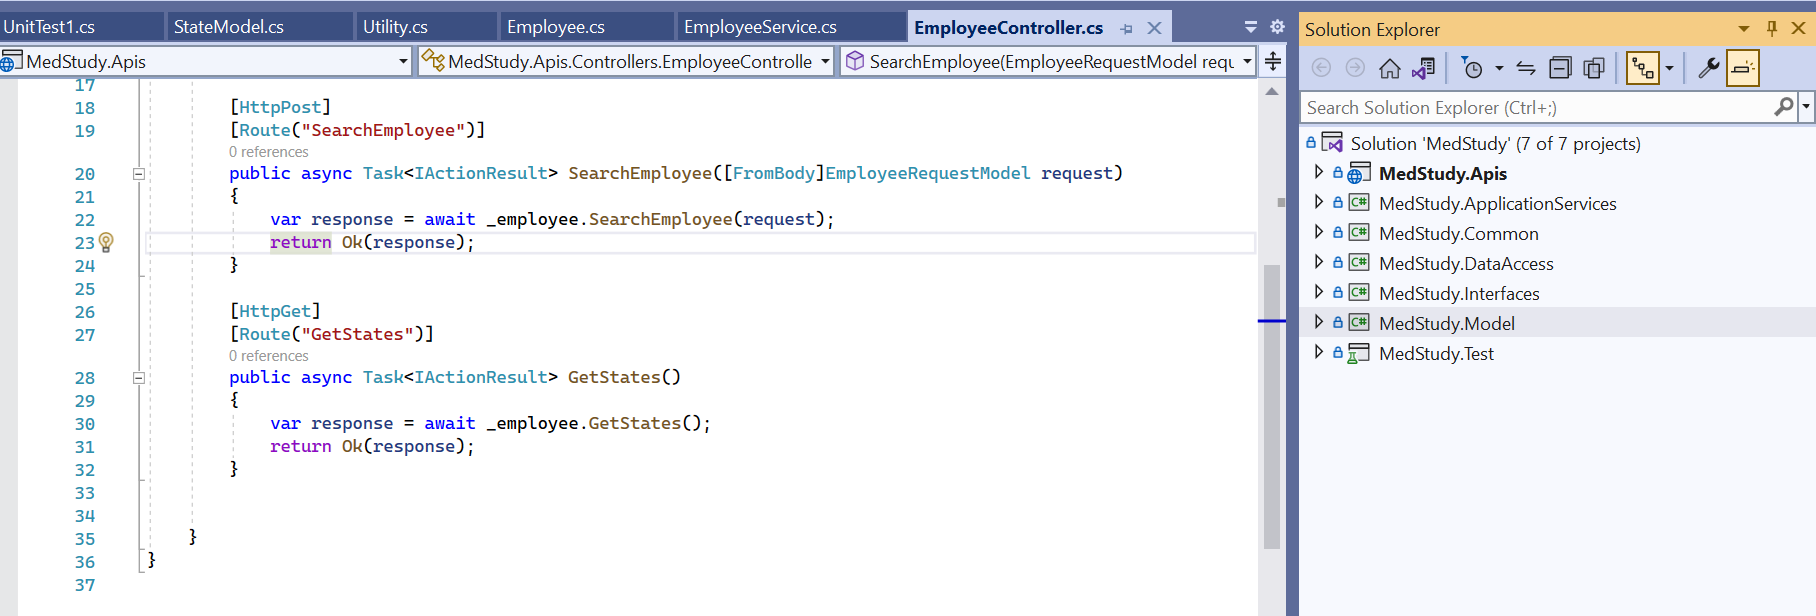 UnitTest1.cs StateModel.cs Utility.cs Employee.cs EmployeeService.cs EmployeeController.cs
MedStudy.Apis MedStudy.Apis.Controllers.EmployeeControlle SearchEmployee(EmployeeRequestModel requ
17
18 [HttpPost]
19 [Route("SearchEmployee")]
0 references
20 public async Task<IActionResult> SearchEmployee([FromBody]EmployeeRequestModel request)
21 {
22 var response = await _employee.SearchEmployee(request);
23 return Ok(response);
24 }
25
26 [HttpGet]
27 [Route("GetStates")]
0 references
28 public async Task<IActionResult> GetStates()
29 {
30 var response = await _employee.GetStates();
31 return Ok(response);
32 }
33
34
35 }
36 }
37
Solution Explorer
Search Solution Explorer (Ctrl+;)
Solution 'MedStudy' (7 of 7 projects)
MedStudy.Apis
C# MedStudy.ApplicationServices
C# MedStudy.Common
C# MedStudy.DataAccess
C# MedStudy.Interfaces
C# MedStudy.Model
MedStudy.Test